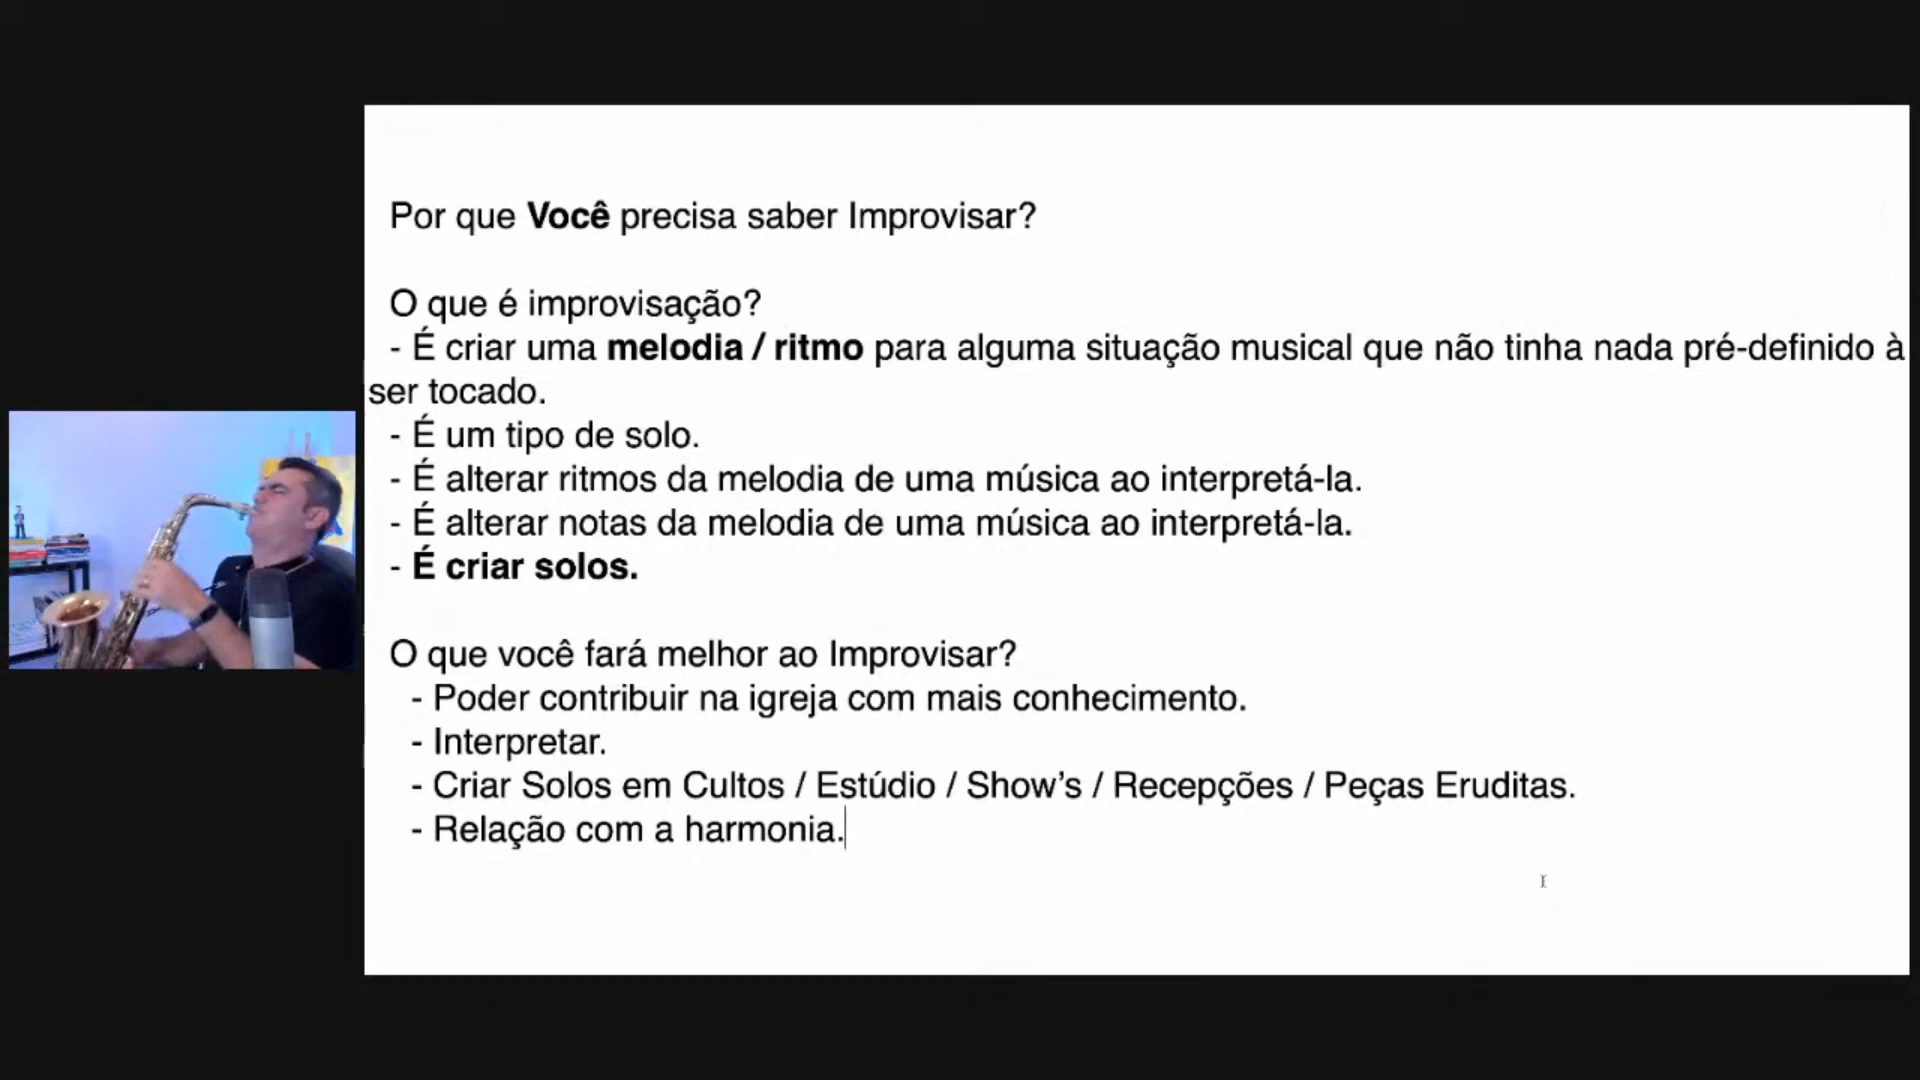 Por que Você precisa saber Improvisar?
O que é improvisação?
- É criar uma melodia / ritmo para alguma situação musical que não tinha nada pré-definido à
ser tocado.
- É um tipo de solo.
- É alterar ritmos da melodia de uma música ao interpretá-la.
- É alterar notas da melodia de uma música ao interpretá-la.
- É criar solos.
O que você fará melhor ao Improvisar?
- Poder contribuir na igreja com mais conhecimento.
- Interpretar.
- Criar Solos em Cultos / Estúdio / Show’s / Recepções / Peças Eruditas.
- Relação com a harmonia.